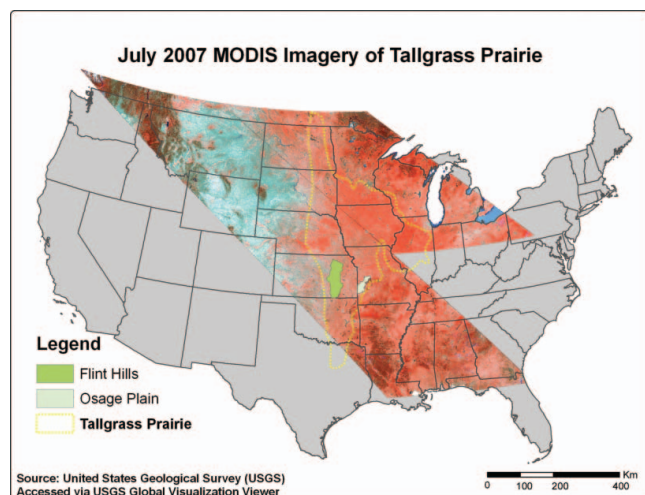 July 2007 MODIS Imagery of Tallgrass Prairie
Legend
Flint Hills
Osage Plain
Tallgrass Prairie
Source: United States Geological Survey (USGS)
Accessed via USGS Global Visualization Viewer
Km
0 100 200 400